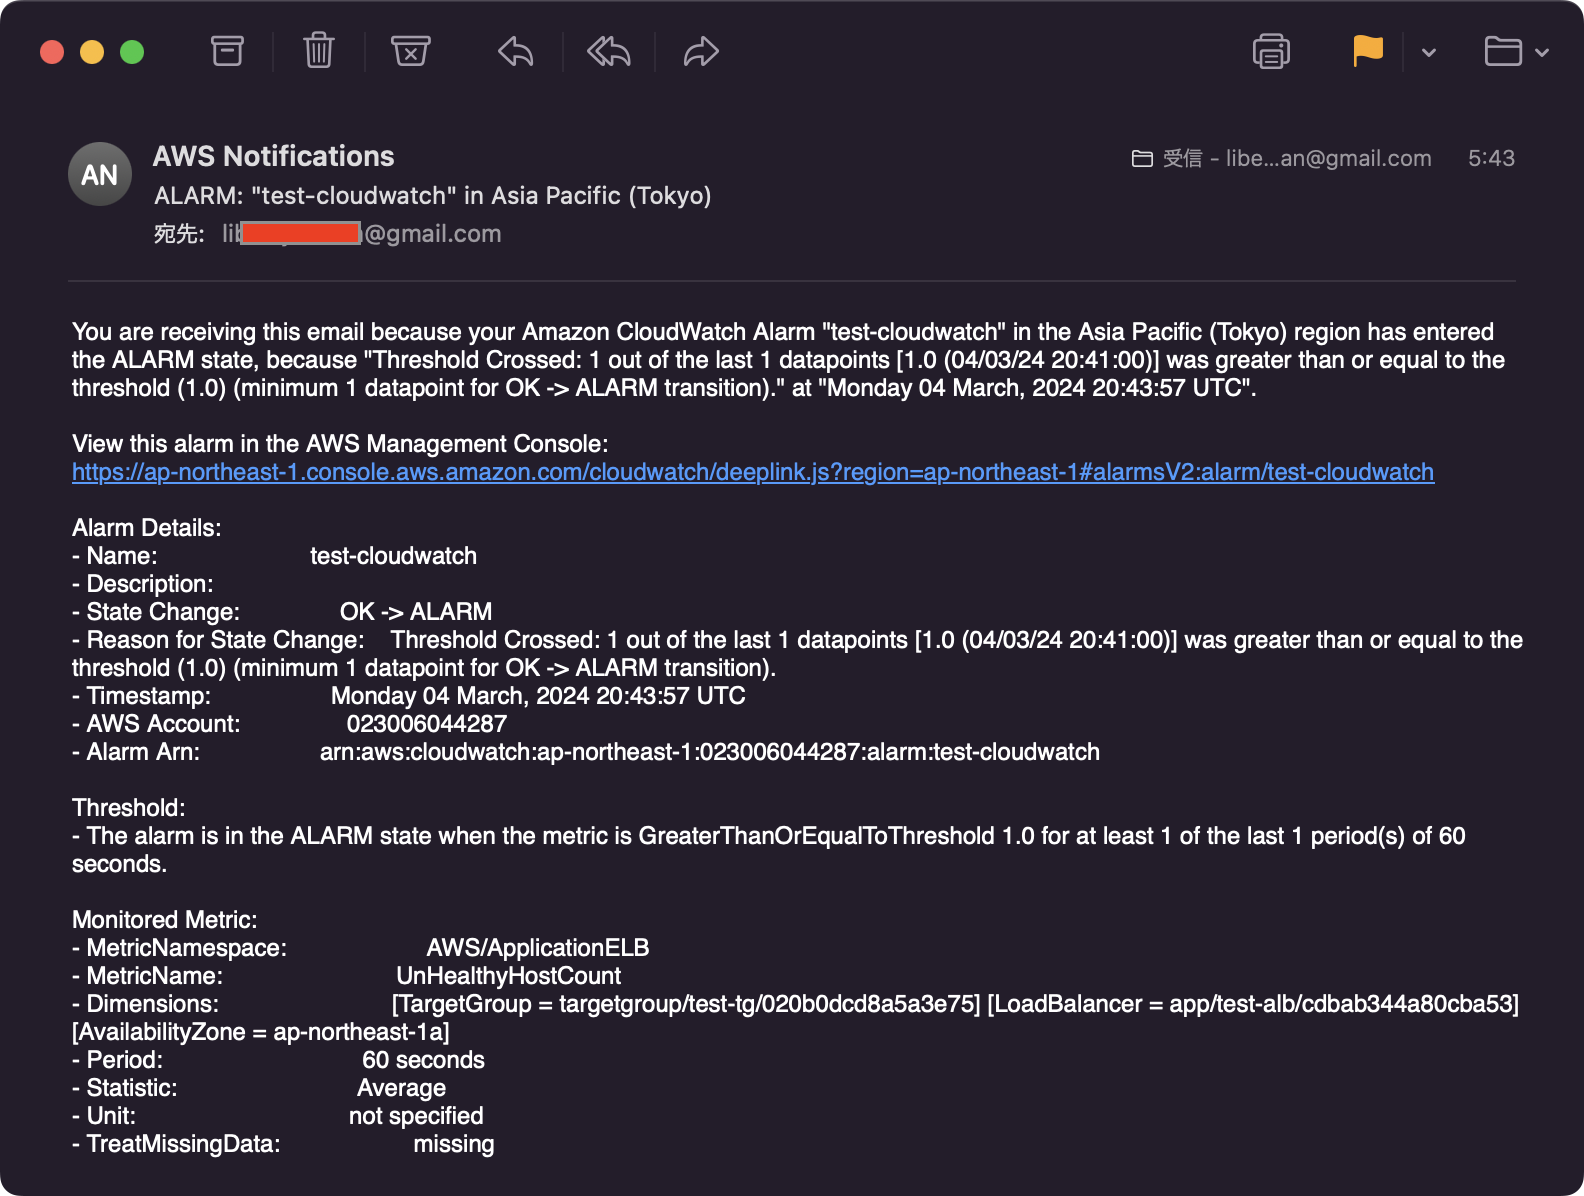 AN
AWS Notifications
受信 - libe...an@gmail.com 5:43
ALARM: "test-cloudwatch" in Asia Pacific (Tokyo)
宛先: @gmail.com
You are receiving this email because your Amazon CloudWatch Alarm "test-cloudwatch" in the Asia Pacific (Tokyo) region has entered
the ALARM state, because "Threshold Crossed: 1 out of the last 1 datapoints [1.0 (04/03/24 20:41:00)] was greater than or equal to the
threshold (1.0) (minimum 1 datapoint for OK -> ALARM transition)." at "Monday 04 March, 2024 20:43:57 UTC".
View this alarm in the AWS Management Console:
https://ap-northeast-1.console.aws.amazon.com/cloudwatch/deeplink.js?region=ap-northeast-1#alarmsV2:alarm/test-cloudwatch
Alarm Details:
- Name: test-cloudwatch
- Description:
- State Change: OK -> ALARM
- Reason for State Change: Threshold Crossed: 1 out of the last 1 datapoints [1.0 (04/03/24 20:41:00)] was greater than or equal to the
threshold (1.0) (minimum 1 datapoint for OK -> ALARM transition).
- Timestamp: Monday 04 March, 2024 20:43:57 UTC
- AWS Account: 023006044287
- Alarm Arn: arn:aws:cloudwatch:ap-northeast-1:023006044287:alarm:test-cloudwatch
Threshold:
- The alarm is in the ALARM state when the metric is GreaterThanOrEqualToThreshold 1.0 for at least 1 of the last 1 period(s) of 60
seconds.
Monitored Metric:
- MetricNamespace: AWS/ApplicationELB
- MetricName: UnHealthyHostCount
- Dimensions: [TargetGroup = targetgroup/test-tg/020b0dcd8a5a3e75] [LoadBalancer = app/test-alb/cdbab344a80cba53]
[AvailabilityZone = ap-northeast-1a]
- Period: 60 seconds
- Statistic: Average
- Unit: not specified
- TreatMissingData: missing